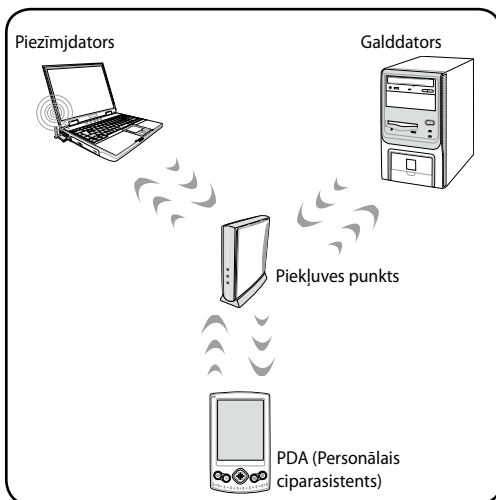 Piezīmjdators
Galddators
Piekļuves punkts
PDA (Personālais
ciparasistents)